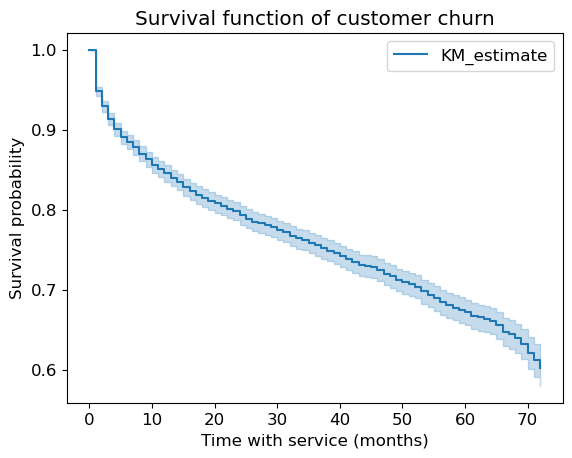 Survival function of customer churn
KM_estimate
Survival probability
1.0
0.9
0.8
0.7
0.6
0 10 20 30 40 50 60 70
Time with service (months)